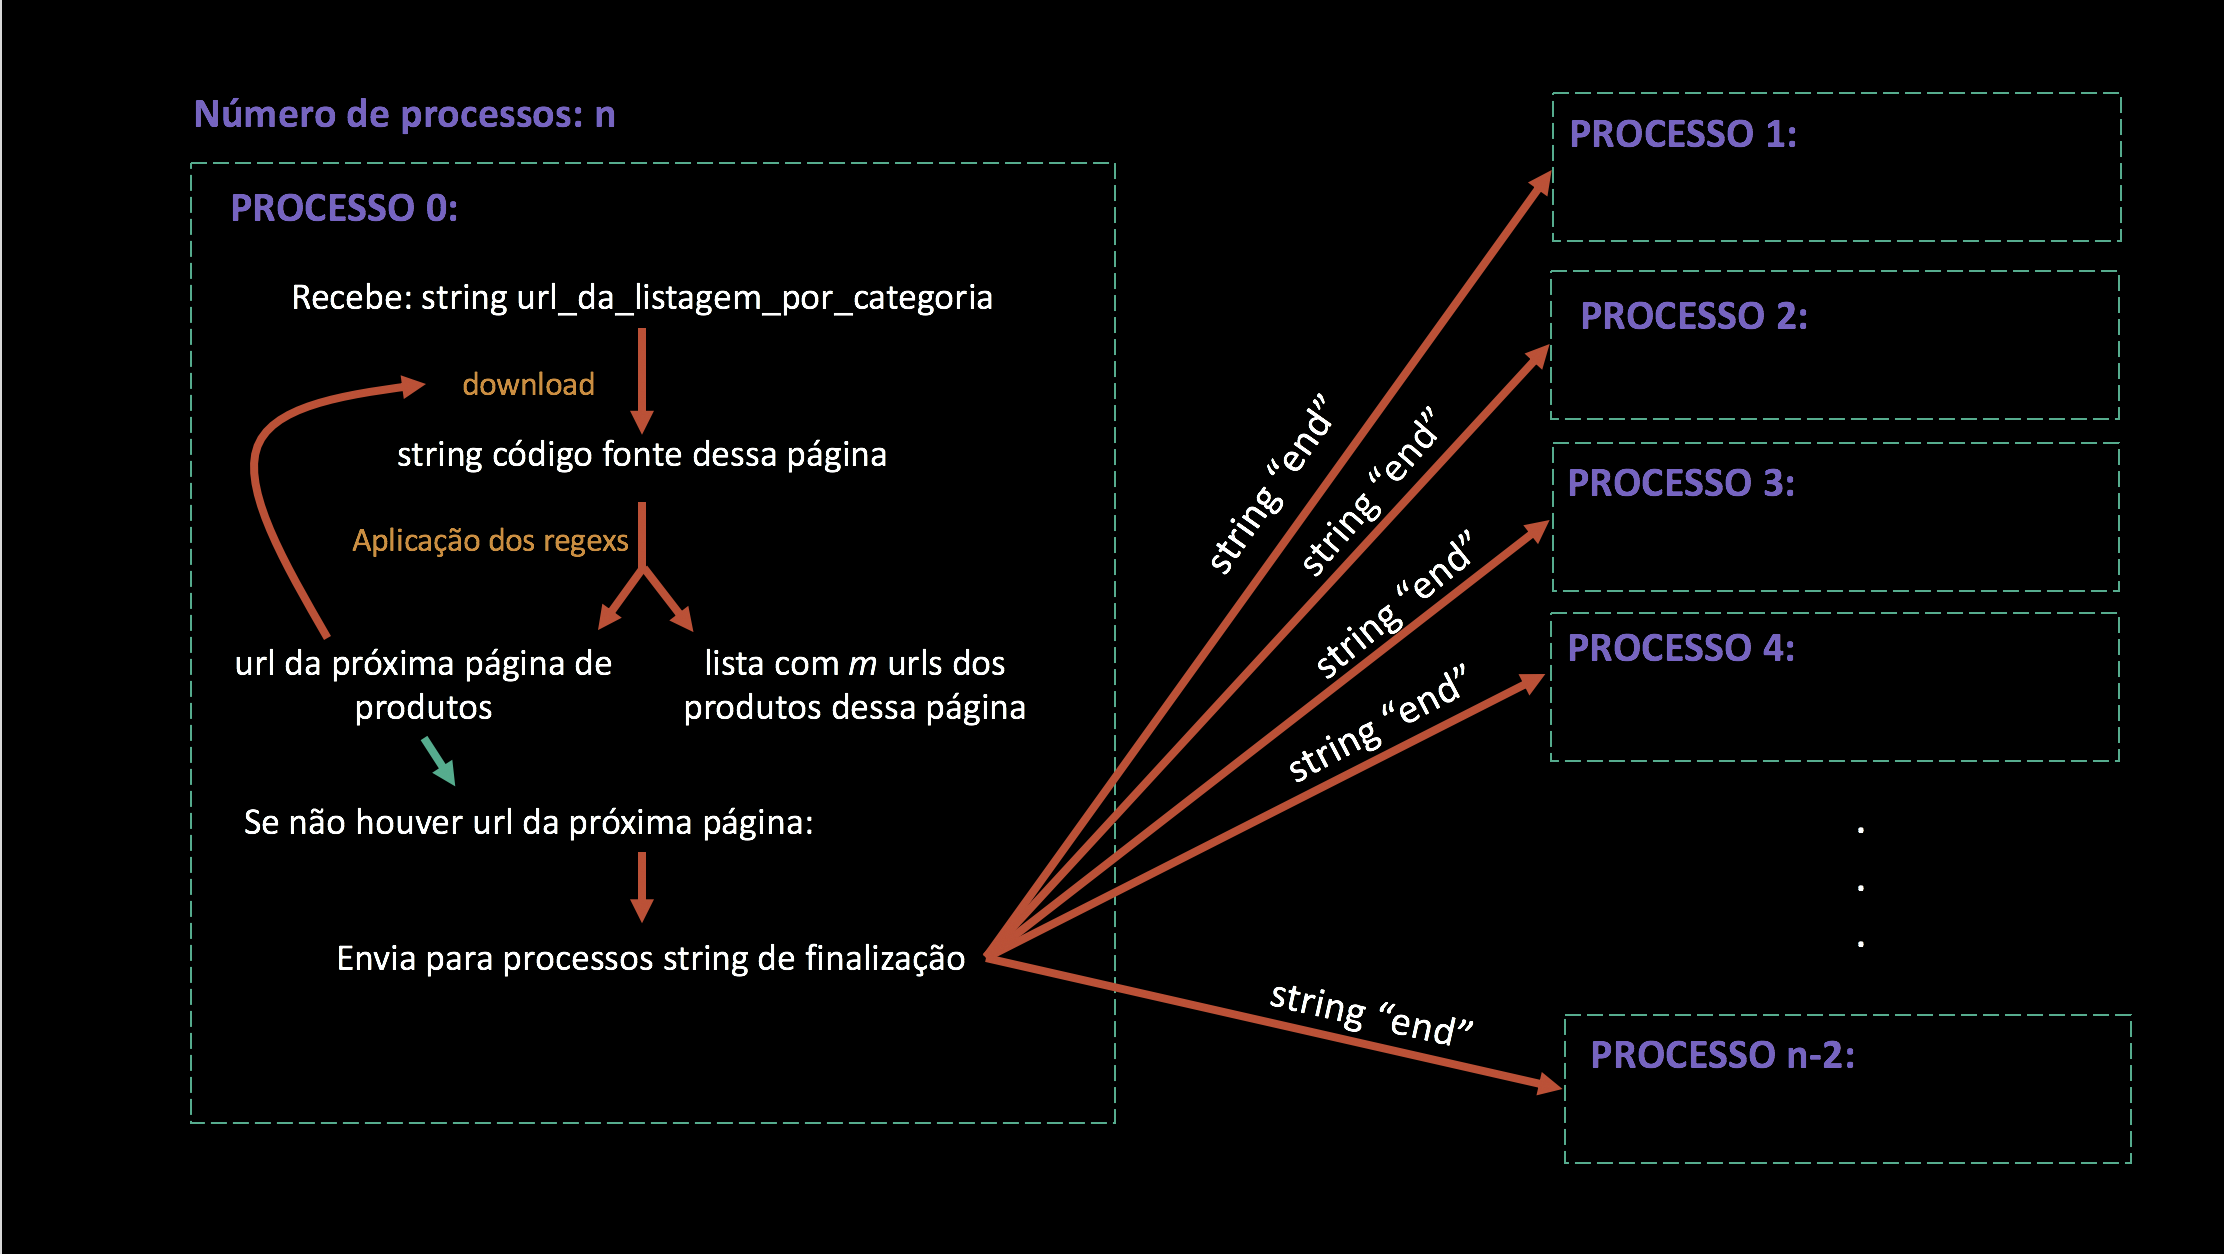 Número de processos: n
PROCESSO 0:
Recebe: string url_da_listagem_por_categoria
download
string código fonte dessa página
Aplicação dos regexs
url da próxima página de
produtos
lista com m urls dos
produtos dessa página
Se não houver url da próxima página:
Envia para processos string de finalização
string “end”
string “end”
string “end”
string “end”
string “end”
PROCESSO 1:
PROCESSO 2:
PROCESSO 3:
PROCESSO 4:
.
.
.
PROCESSO n-2: